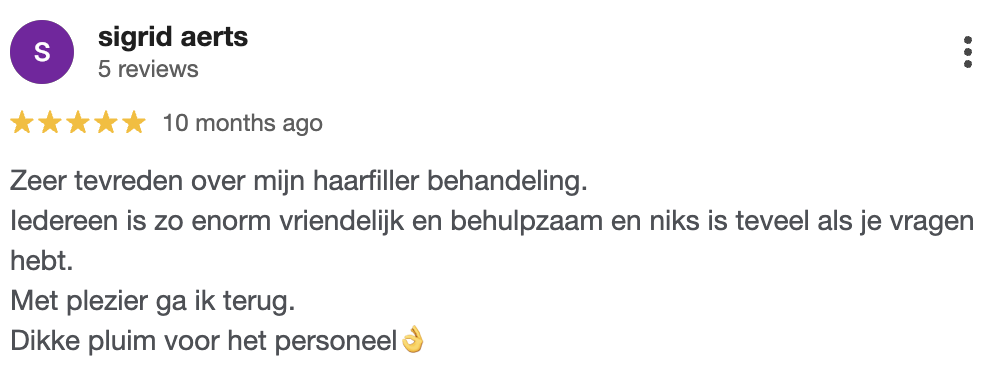 S
sigrid aerts
5 reviews
10 months ago
Zeer tevreden over mijn haarfiller behandeling.
Iedereen is zo enorm vriendelijk en behulpzaam en niks is teveel als je vragen
hebt.
Met plezier ga ik terug.
Dikke pluim voor het personeel👌